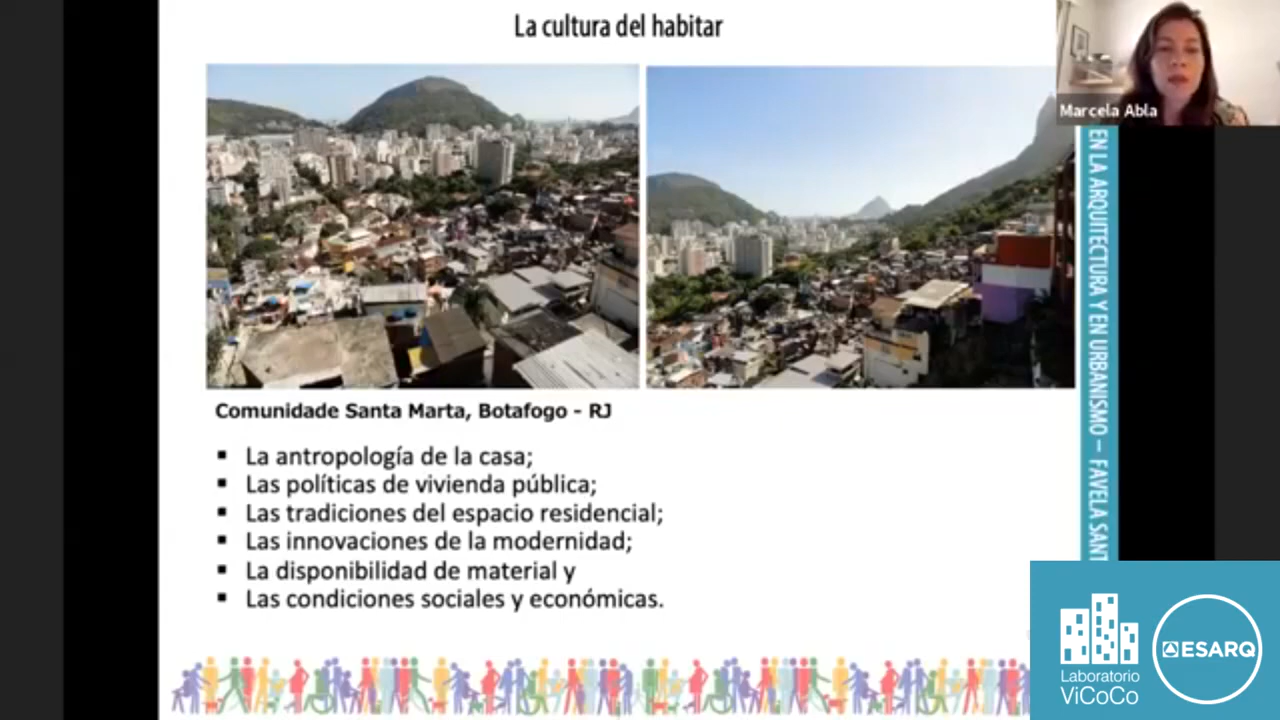 La cultura del habitar
Marcela Abla
EN LA ARQUITECTURA Y EN URBANISMO – FAVELA SANT
Comunidade Santa Marta, Botafogo - RJ
▪ La antropología de la casa;
▪ Las políticas de vivienda pública;
▪ Las tradiciones del espacio residencial;
▪ Las innovaciones de la modernidad;
▪ La disponibilidad de material y
▪ Las condiciones sociales y económicas.
Laboratorio
ViCoCo
ESARQ